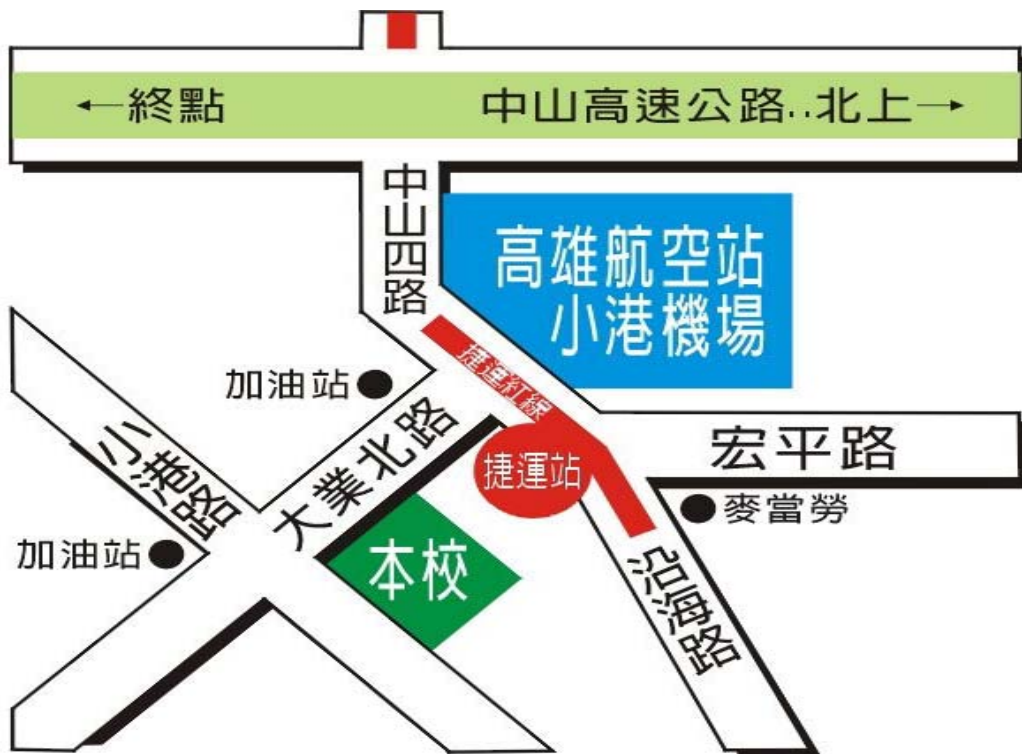 ←終點
中山高速公路..北上→
中山四路
高雄航空站
小港機場
捷運紅線
加油站
大業北路
宏平路
小港路
捷運站
麥當勞
加油站
本校
沿海路